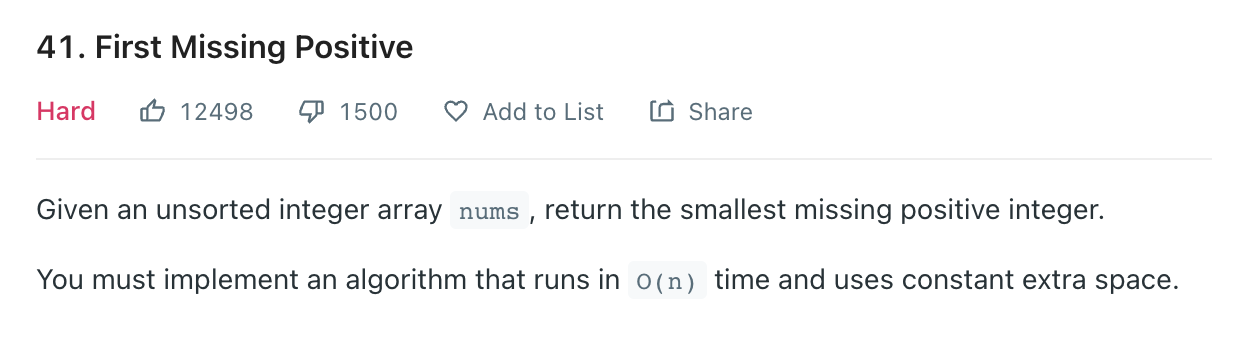 41. First Missing Positive
Hard 12498 1500 Add to List Share
Given an unsorted integer array nums, return the smallest missing positive integer.
You must implement an algorithm that runs in O(n) time and uses constant extra space.